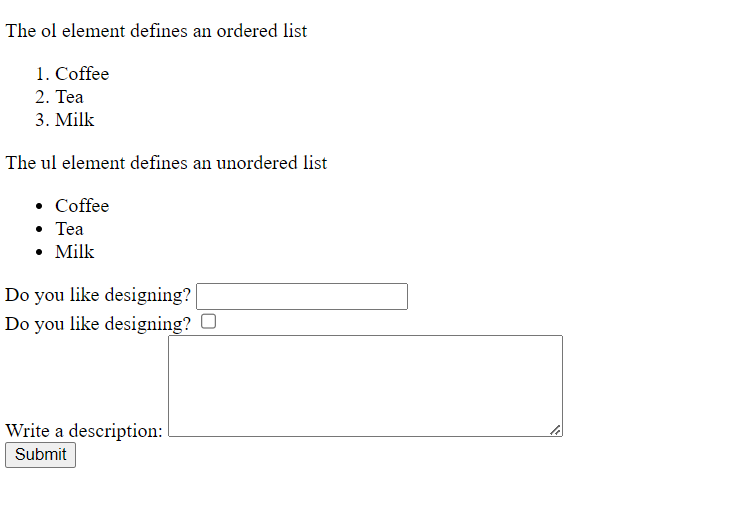 The ol element defines an ordered list
1. Coffee
2. Tea
3. Milk
The ul element defines an unordered list
• Coffee
• Tea
• Milk
Do you like designing?
Do you like designing?
Write a description:
Submit